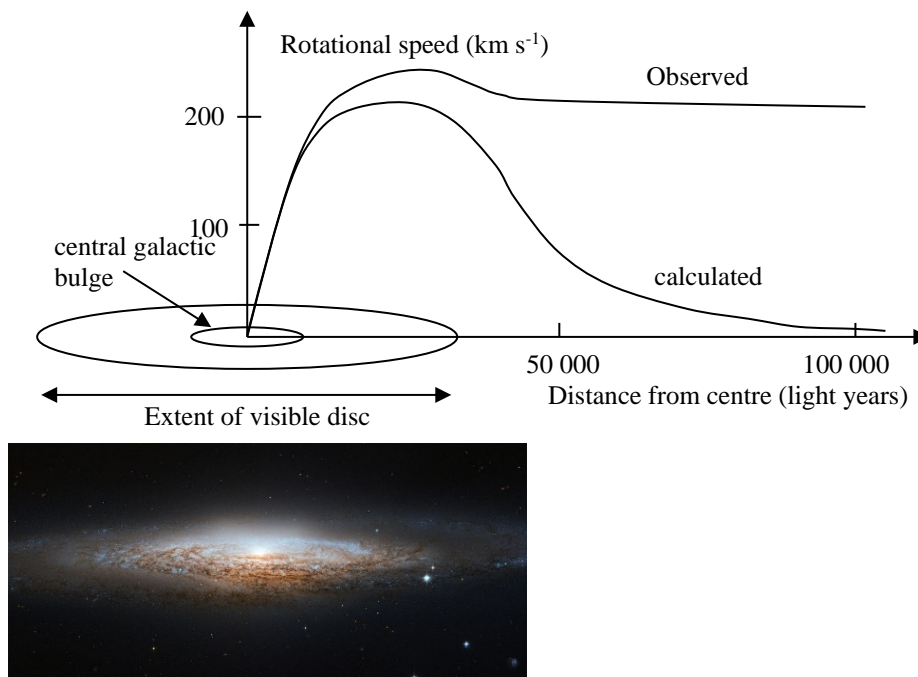 Rotational speed (km s-1)
Observed
200
100
central galactic
bulge
calculated
50 000
100 000
Distance from centre (light years)
Extent of visible disc